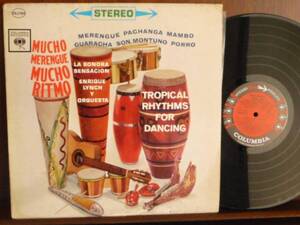 STEREO
MERENGUE PACHANGA MAMBO
GUARACHA SON MONTUNO PORRO
MUCHO
MERENGUE
MUCHO
RITMO
LA SONORA
SENSACION
ENRIQUE
LYNCH Y
ORQUESTA
TROPICAL
RHYTHMS
FOR
DANCING
COLUMBIA